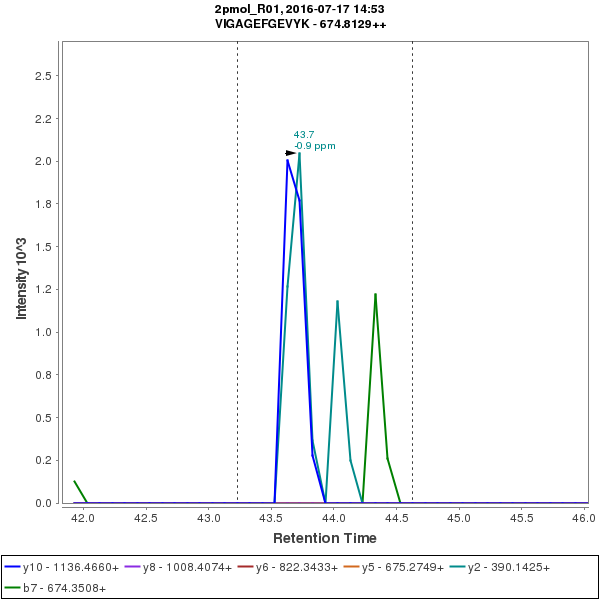 2pmol_R01, 2016-07-17 14:53
VIGAGEFGEVYK - 674.8129++
43.7
-0.9 ppm
2.5
2.2
2.0
1.8
1.5
1.2
1.0
0.8
0.5
0.2
0.0
Intensity 10^3
42.0 42.5 43.0 43.5 44.0 44.5 45.0 45.5 46.0
Retention Time
y10 - 1136.4660+ y8 - 1008.4074+ y6 - 822.3433+ y5 - 675.2749+ y2 - 390.1425+
b7 - 674.3508+